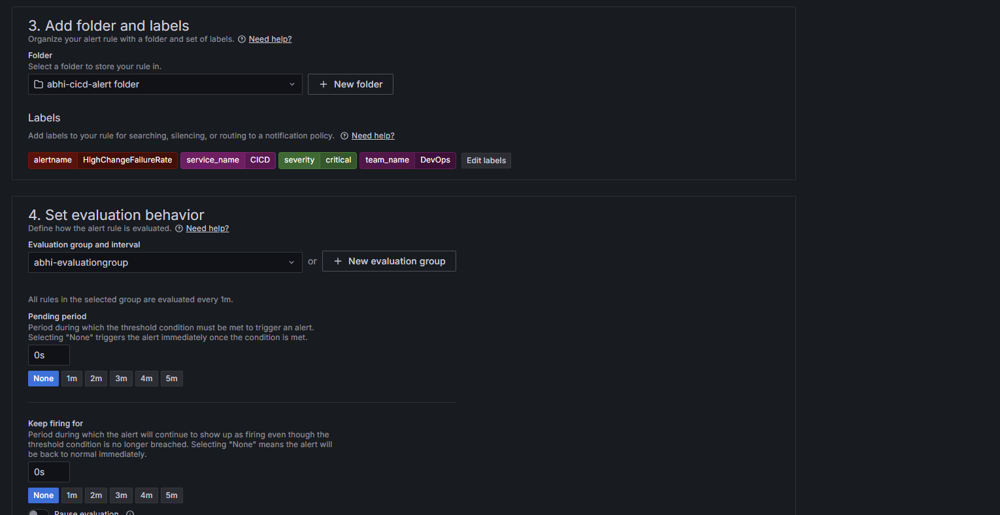 3. Add folder and labels
Organize your alert rule with a folder and set of labels. Need help?
Folder
Select a folder to store your rule in.
abhi-cicd-alert folder
+ New folder
Labels
Add labels to your rule for searching, silencing, or routing to a notification policy. Need help?
alertname HighChangeFailureRate service_name CICD severity critical team_name DevOps Edit labels
4. Set evaluation behavior
Define how the alert rule is evaluated. Need help?
Evaluation group and interval
abhi-evaluationgroup or + New evaluation group
All rules in the selected group are evaluated every 1m.
Pending period
Period during which the threshold condition must be met to trigger an alert.
Selecting "None" triggers the alert immediately once the condition is met.
0s
None 1m 2m 3m 4m 5m
Keep firing for
Period during which the alert will continue to show up as firing even though the
threshold condition is no longer breached. Selecting "None" means the alert will
be back to normal immediately.
0s
None 1m 2m 3m 4m 5m
Pause evaluation